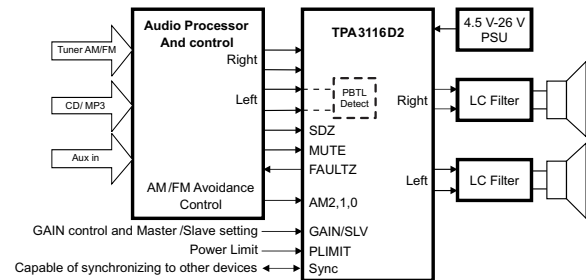 Audio Processor
And control
TPA3116D2
4.5 V-26 V
PSU
Tuner AM/FM
Right
CD/ MP3
Left
PBTL
Detect
Right
LC Filter
SDZ
MUTE
Aux in
FAULTZ
Left
LC Filter
AM/FM Avoidance
Control
AM2,1,0
GAIN control and Master /Slave setting
GAIN/SLV
Power Limit
PLIMIT
Capable of synchronizing to other devices
Sync